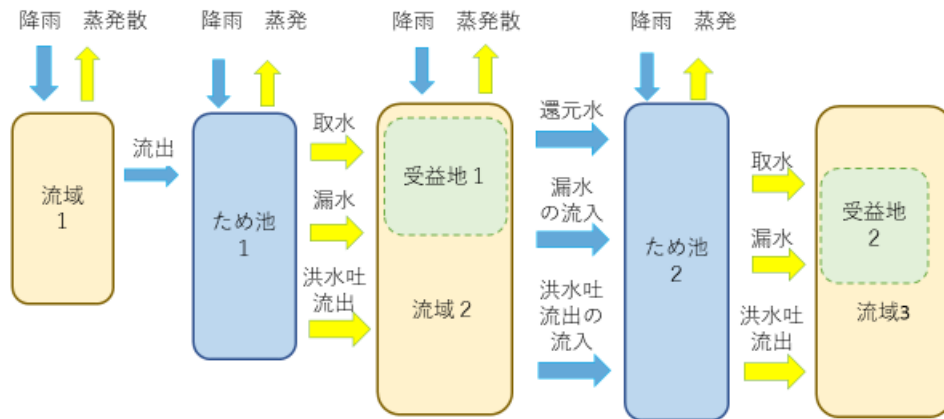 降雨 蒸発散
降雨 蒸発
降雨 蒸発散
降雨 蒸発
流域
1
流出
ため池
1
取水
漏水
洪水吐
流出
受益地1
流域2
還元水
漏水
の流入
洪水吐
流出の
流入
ため池
2
取水
漏水
洪水吐
流出
受益地
2
流域3